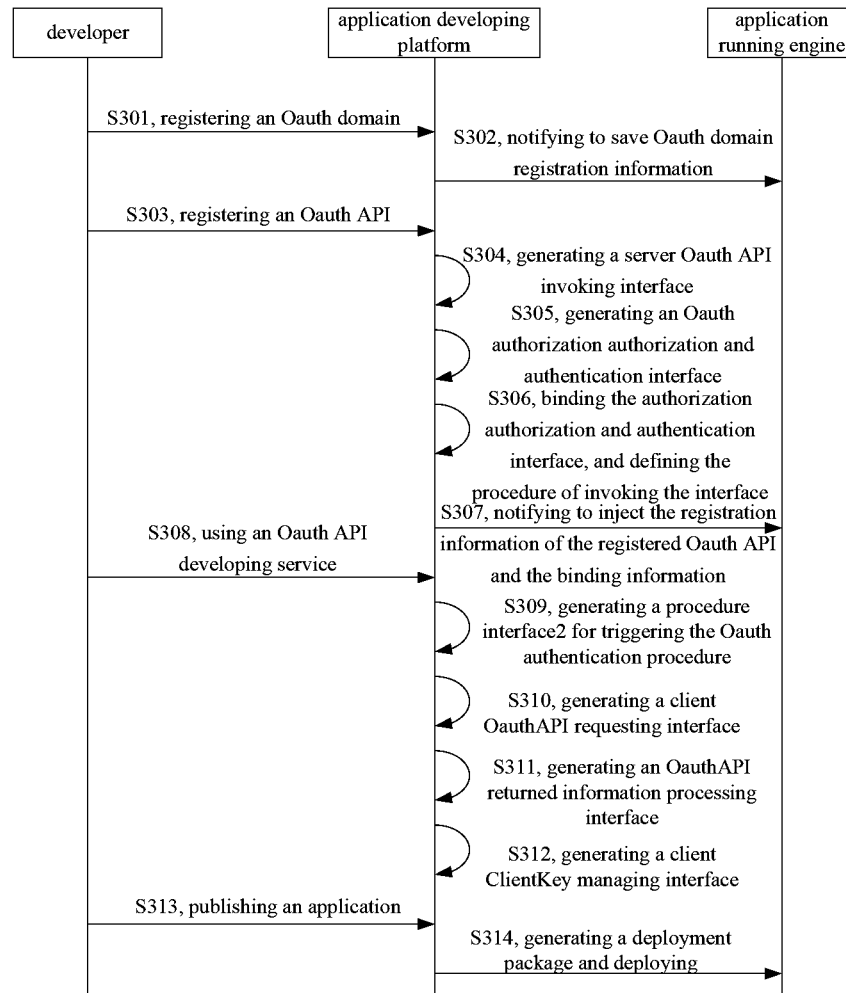 developer
application developing
platform
application
running engine
S301, registering an Oauth domain
S302, notifying to save Oauth domain
registration information
S303, registering an Oauth API
S304, generating a server Oauth API
invoking interface
S305, generating an Oauth
authorization authorization and
authentication interface
S306, binding the authorization
authorization and authentication
interface, and defining the
procedure of invoking the interface
S307, notifying to inject the registration
information of the registered Oauth API
and the binding information
S308, using an Oauth API
developing service
S309, generating a procedure
interface2 for triggering the Oauth
authentication procedure
S310, generating a client
OauthAPI requesting interface
S311, generating an OauthAPI
returned information processing
interface
S312, generating a client
ClientKey managing interface
S313, publishing an application
S314, generating a deployment
package and deploying